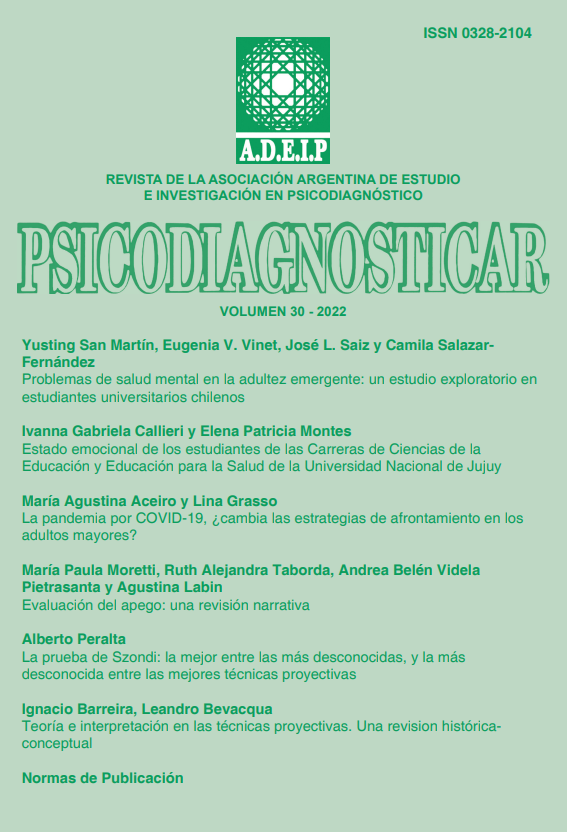 ISSN 0328-2104
A.D.E.I.P
REVISTA DE LA ASOCIACIÓN ARGENTINA DE ESTUDIO
E INVESTIGACIÓN EN PSICODIAGNÓSTICO
PSICODIAGNOSTICAR
VOLUMEN 30 - 2022
Yusting San Martín, Eugenia V. Vinet, José L. Saiz y Camila Salazar-
Fernández
Problemas de salud mental en la adultez emergente: un estudio exploratorio en
estudiantes universitarios chilenos
Ivanna Gabriela Callieri y Elena Patricia Montes
Estado emocional de los estudiantes de las Carreras de Ciencias de la
Educación y Educación para la Salud de la Universidad Nacional de Jujuy
María Agustina Aceiro y Lina Grasso
La pandemia por COVID-19, ¿cambia las estrategias de afrontamiento en los
adultos mayores?
María Paula Moretti, Ruth Alejandra Taborda, Andrea Belén Videla
Pietrasanta y Agustina Labin
Evaluación del apego: una revisión narrativa
Alberto Peralta
La prueba de Szondi: la mejor entre las más desconocidas, y la más
desconocida entre las mejores técnicas proyectivas
Ignacio Barreira, Leandro Bevacqua
Teoría e interpretación en las técnicas proyectivas. Una revision histórica-
conceptual
Normas de Publicación